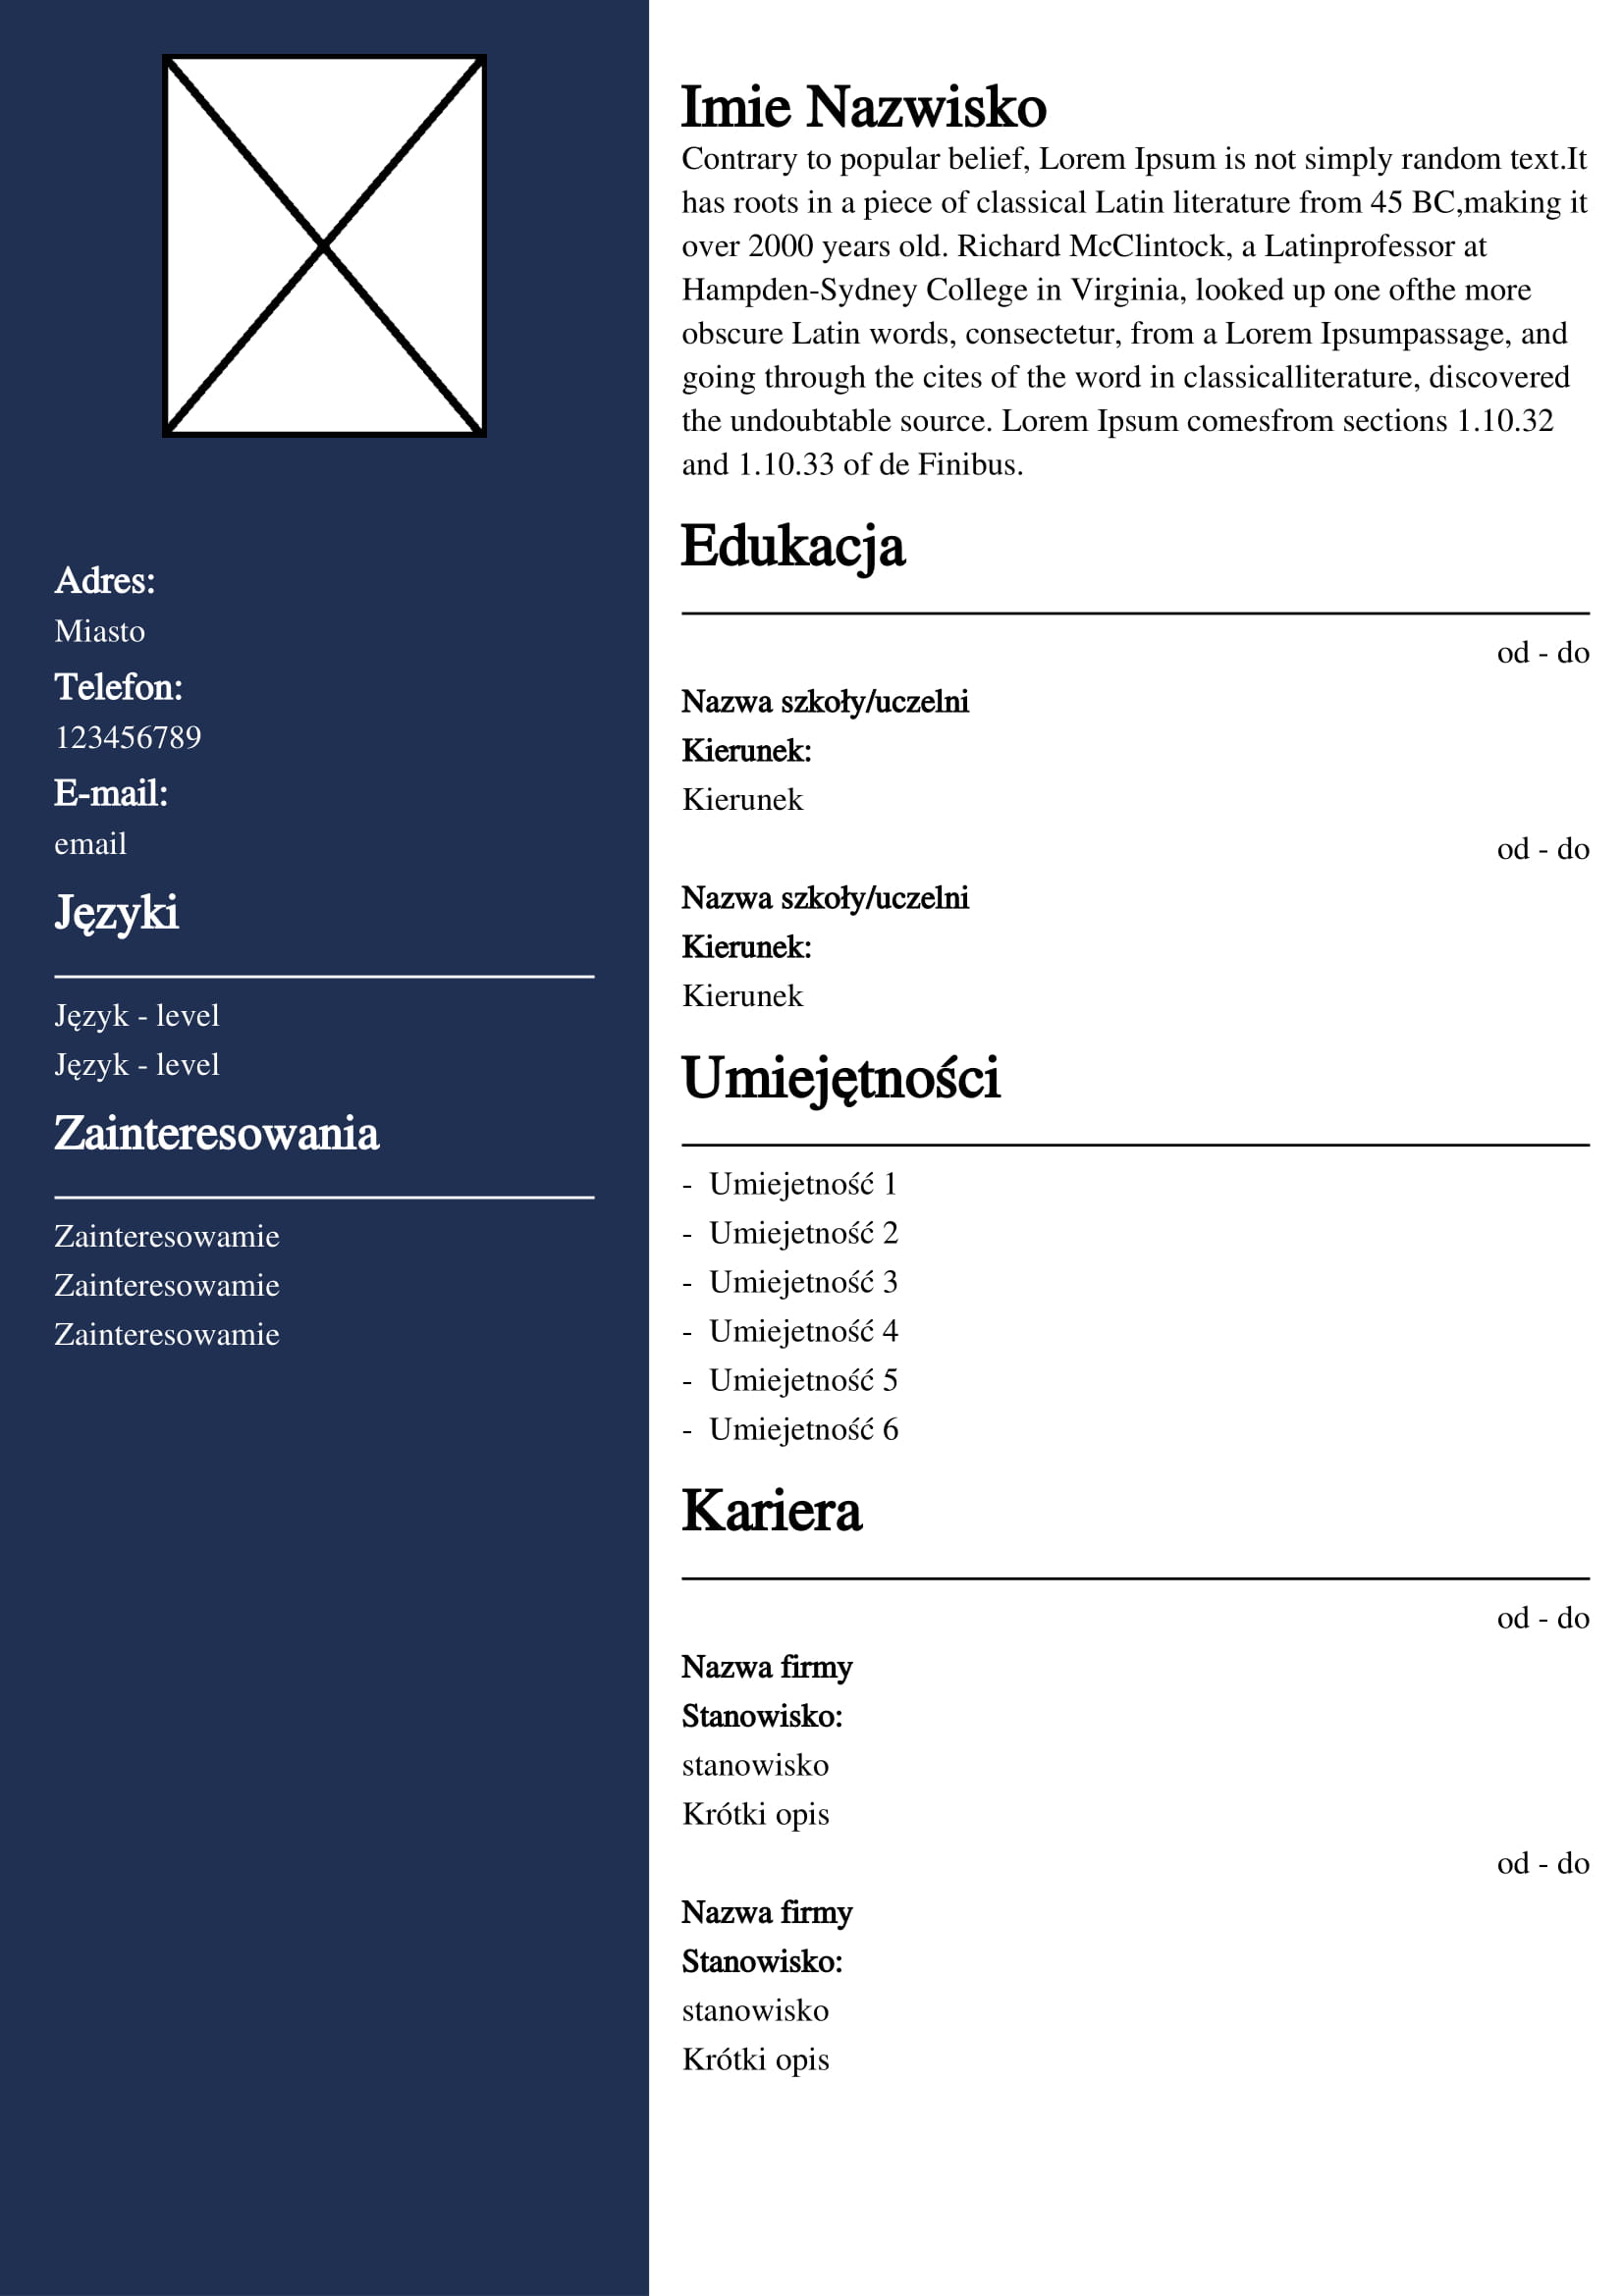 Adres:
Miasto
Telefon:
123456789
E-mail:
email
Języki
Język - level
Język - level
Zainteresowania
Zainteresowamie
Zainteresowamie
Zainteresowamie
Imie Nazwisko
Contrary to popular belief, Lorem Ipsum is not simply random text.It
has roots in a piece of classical Latin literature from 45 BC,making it
over 2000 years old. Richard McClintock, a Latinprofessor at
Hampden-Sydney College in Virginia, looked up one ofthe more
obscure Latin words, consectetur, from a Lorem Ipsumpassage, and
going through the cites of the word in classicalliterature, discovered
the undoubtable source. Lorem Ipsum comesfrom sections 1.10.32
and 1.10.33 of de Finibus.
Edukacja
od - do
Nazwa szkoły/uczelni
Kierunek:
Kierunek
od - do
Nazwa szkoły/uczelni
Kierunek:
Kierunek
Umiejętności
- Umiejetność 1
- Umiejetność 2
- Umiejetność 3
- Umiejetność 4
- Umiejetność 5
- Umiejetność 6
Kariera
od - do
Nazwa firmy
Stanowisko:
stanowisko
Krótki opis
od - do
Nazwa firmy
Stanowisko:
stanowisko
Krótki opis